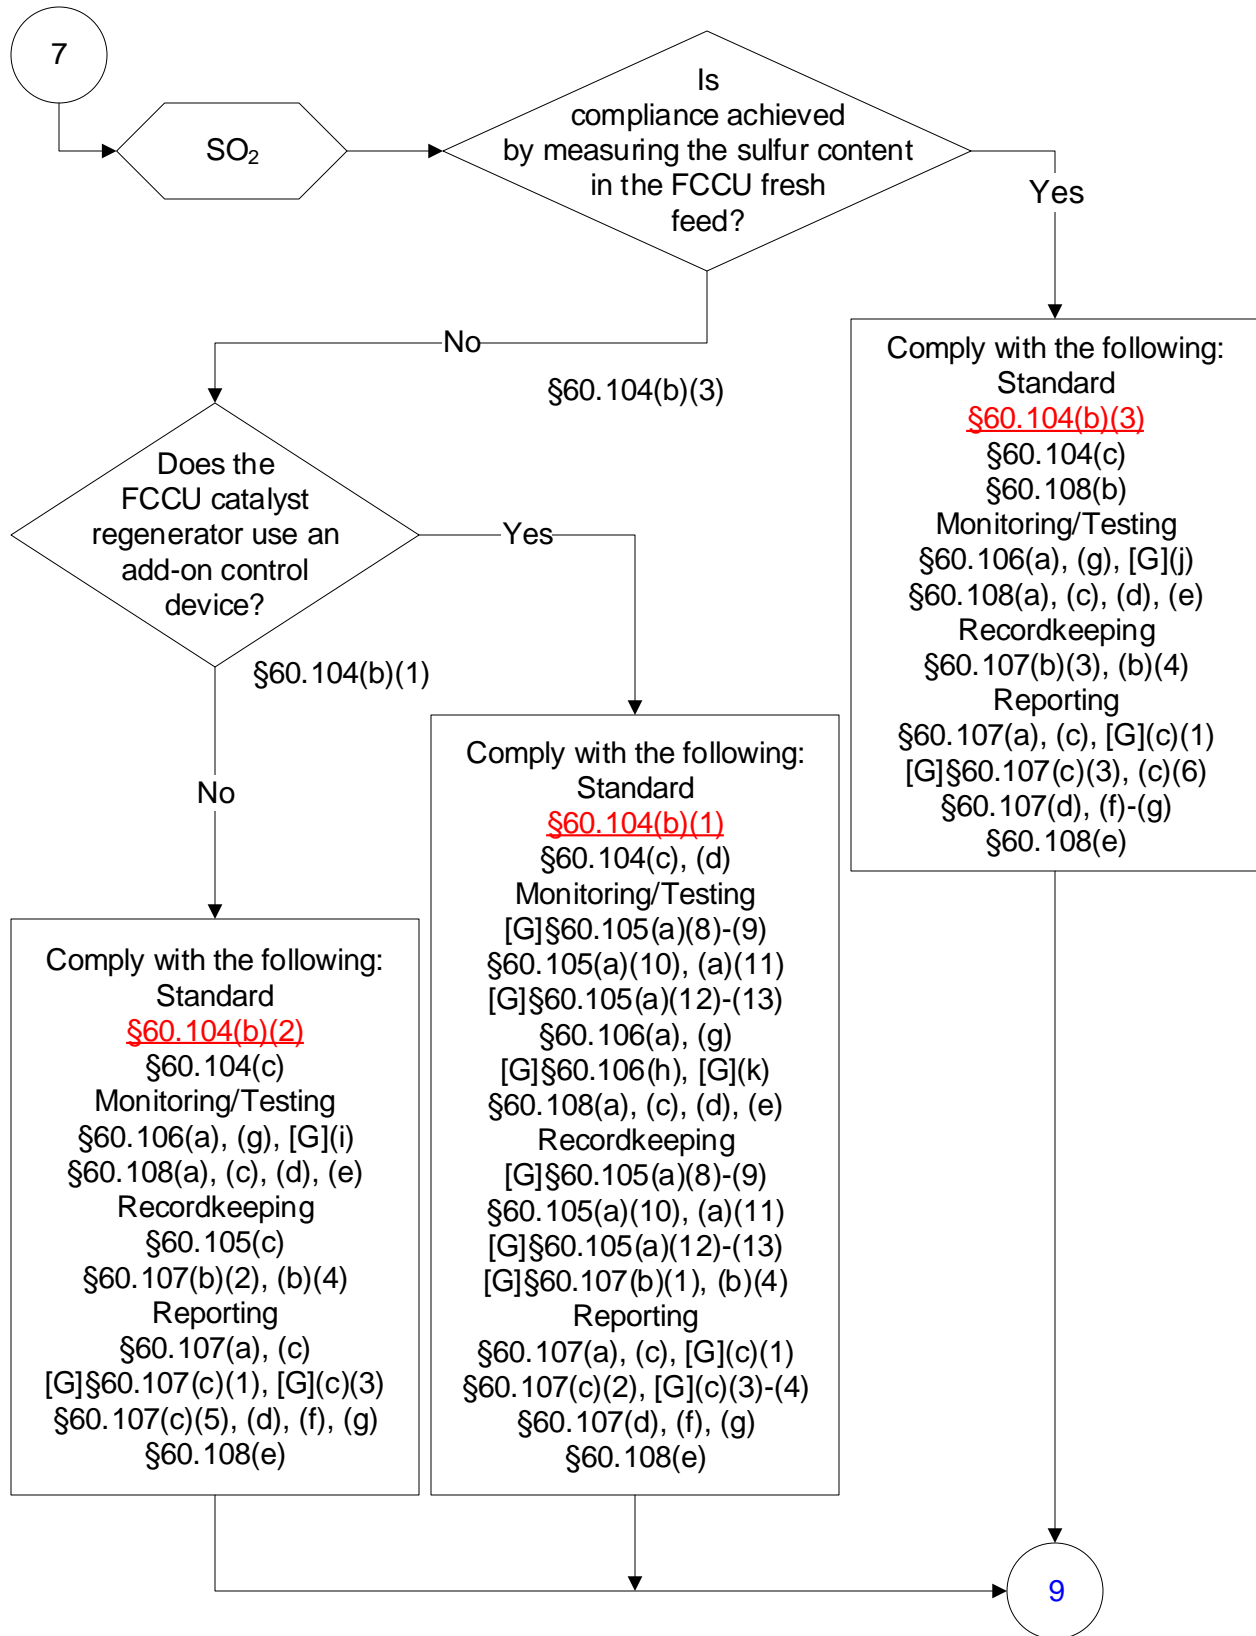 7
SO₂
Is
compliance achieved
by measuring the sulfur content
in the FCCU fresh
feed?
Yes
No
§60.104(b)(3)
Comply with the following:
Standard
§60.104(b)(3)
§60.104(c)
§60.108(b)
Monitoring/Testing
§60.106(a), (g), [G](j)
§60.108(a), (c), (d), (e)
Recordkeeping
§60.107(b)(3), (b)(4)
Reporting
§60.107(a), (c), [G](c)(1)
[G]§60.107(c)(3), (c)(6)
§60.107(d), (f)-(g)
§60.108(e)
Does the
FCCU catalyst
regenerator use an
add-on control
device?
Yes
§60.104(b)(1)
No
Comply with the following:
Standard
§60.104(b)(1)
§60.104(c), (d)
Monitoring/Testing
[G]§60.105(a)(8)-(9)
§60.105(a)(10), (a)(11)
[G]§60.105(a)(12)-(13)
§60.106(a), (g)
[G]§60.106(h), [G](k)
§60.108(a), (c), (d), (e)
Recordkeeping
[G]§60.105(a)(8)-(9)
§60.105(a)(10), (a)(11)
[G]§60.105(a)(12)-(13)
[G]§60.107(b)(1), (b)(4)
Reporting
§60.107(a), (c), [G](c)(1)
§60.107(c)(2), [G](c)(3)-(4)
§60.107(d), (f), (g)
§60.108(e)
Comply with the following:
Standard
§60.104(b)(2)
§60.104(c)
Monitoring/Testing
§60.106(a), (g), [G](i)
§60.108(a), (c), (d), (e)
Recordkeeping
§60.105(c)
§60.107(b)(2), (b)(4)
Reporting
§60.107(a), (c)
[G]§60.107(c)(1), [G](c)(3)
§60.107(c)(5), (d), (f), (g)
§60.108(e)
9